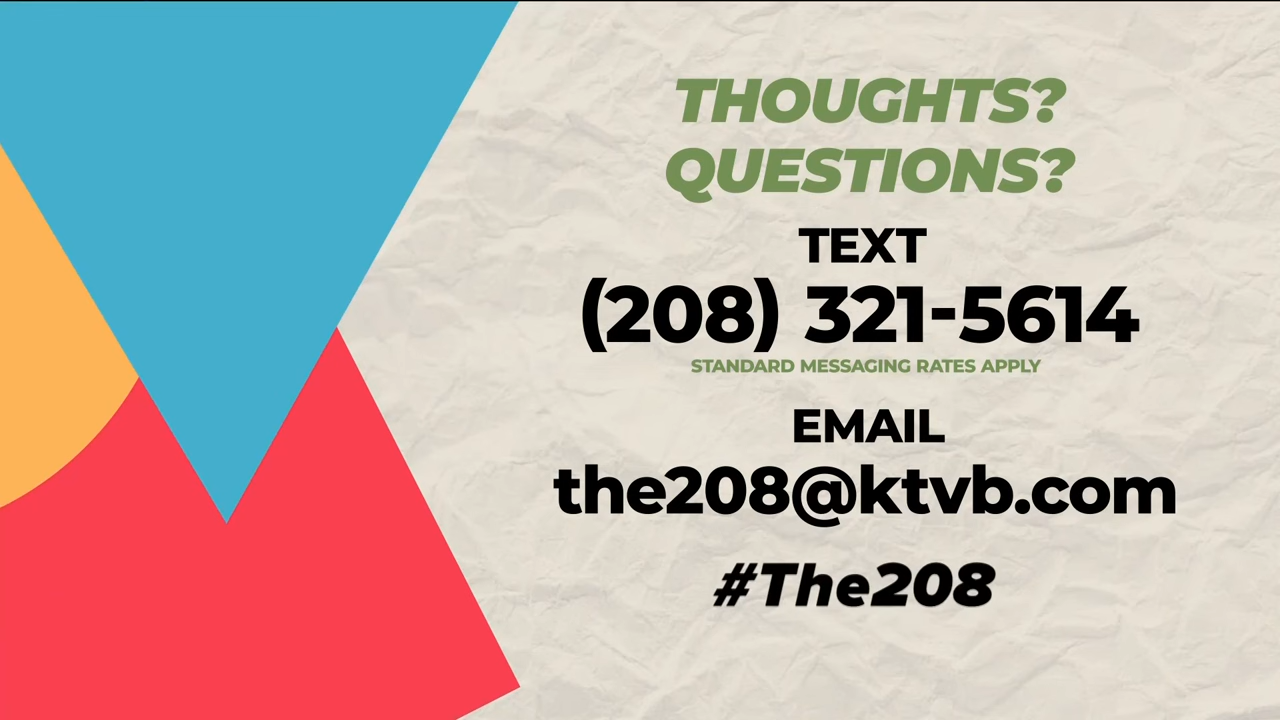 THOUGHTS?
QUESTIONS?
TEXT
(208) 321-5614
STANDARD MESSAGING RATES APPLY
EMAIL
the208@ktvb.com
#The208